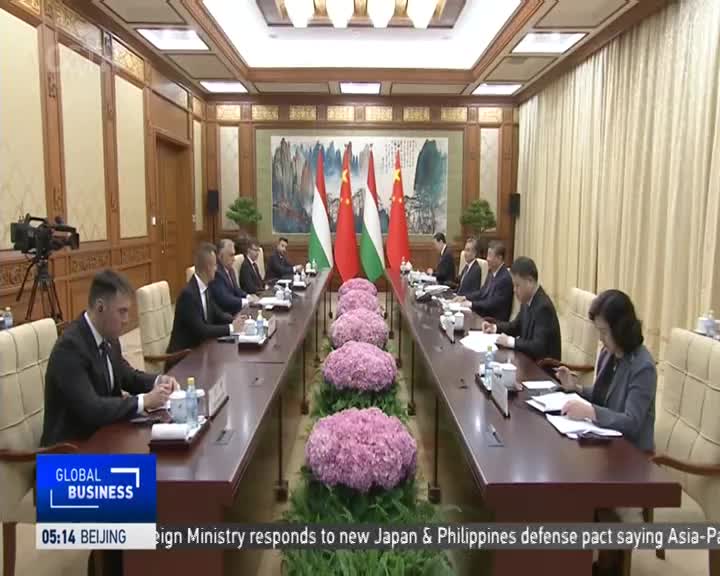 GLOBAL
BUSINESS
05:14 BEIJING
eign Ministry responds to new Japan & Philippines defense pact saying Asia-Pa